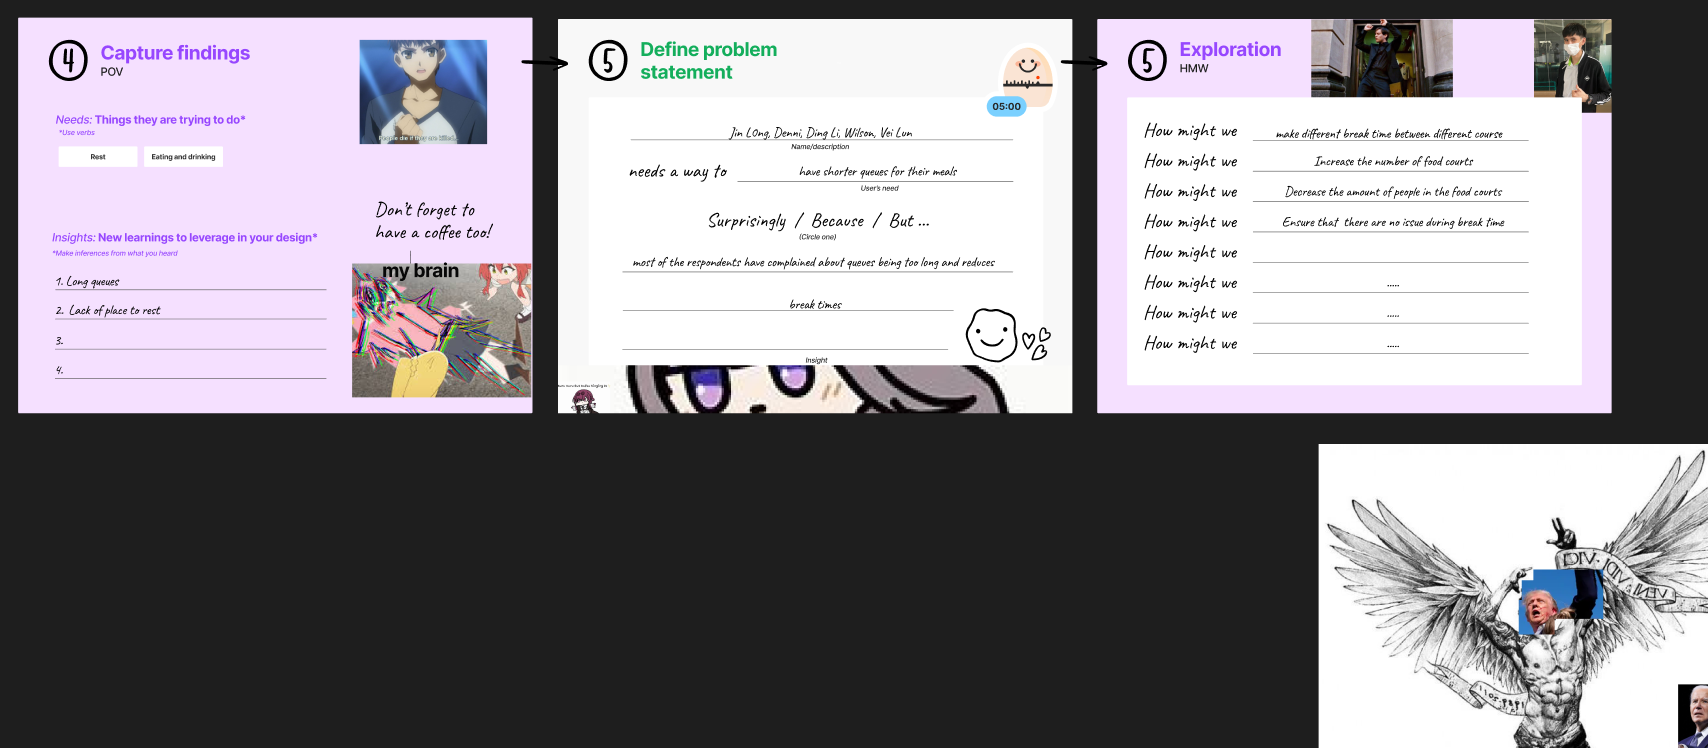 4
Capture findings
POV
Needs: Things they are trying to do*
*Use verbs
Rest
Eating and drinking
People die if they are killed.
Don't forget to
have a coffee too!
Insights: New learnings to leverage in your design*
*Make inferences from what you heard
my brain
1. Long queues
2. Lack of place to rest
3.
4.
5
Define problem
statement
05:00
Jin LOng, Denni, Ding Li, Wilson, Vei Lun
Name/description
needs a way to
have shorter queues for their meals
User's need
Surprisingly / Because / But ...
(Circle one)
most of the respondents have complained about queues being too long and reduces
break times
Insight
5
Exploration
HMW
How might we make different break time between different course
How might we Increase the number of food courts
How might we Decrease the amount of people in the food courts
How might we Ensure that there are no issue during break time
How might we
How might we .....
How might we .....
How might we .....